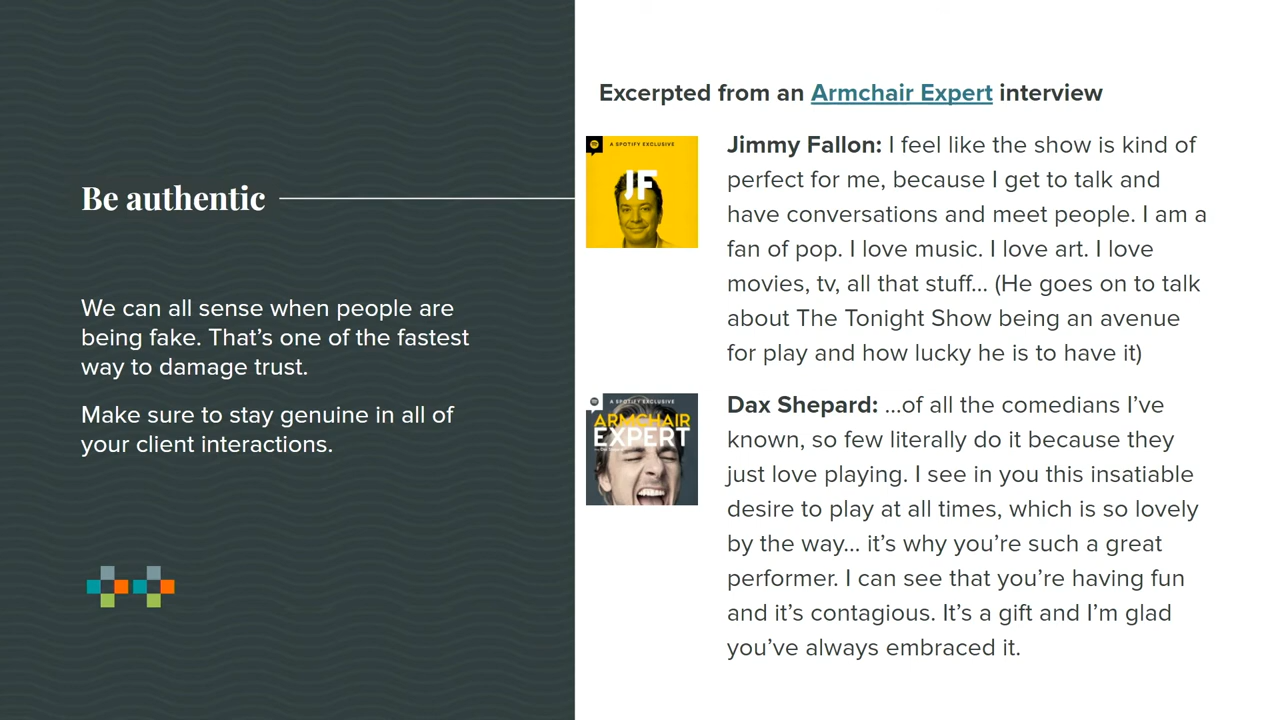 Be authentic
We can all sense when people are
being fake. That’s one of the fastest
way to damage trust.
Make sure to stay genuine in all of
your client interactions.
Excerpted from an Armchair Expert interview
A SPOTIFY EXCLUSIVE
JF
Jimmy Fallon: I feel like the show is kind of
perfect for me, because I get to talk and
have conversations and meet people. I am a
fan of pop. I love music. I love art. I love
movies, tv, all that stuff... (He goes on to talk
about The Tonight Show being an avenue
for play and how lucky he is to have it)
A SPOTIFY EXCLUSIVE
ARMCHAIR
EXPERT
Dax Shepard: ...of all the comedians I’ve
known, so few literally do it because they
just love playing. I see in you this insatiable
desire to play at all times, which is so lovely
by the way... it’s why you’re such a great
performer. I can see that you’re having fun
and it’s contagious. It’s a gift and I’m glad
you’ve always embraced it.